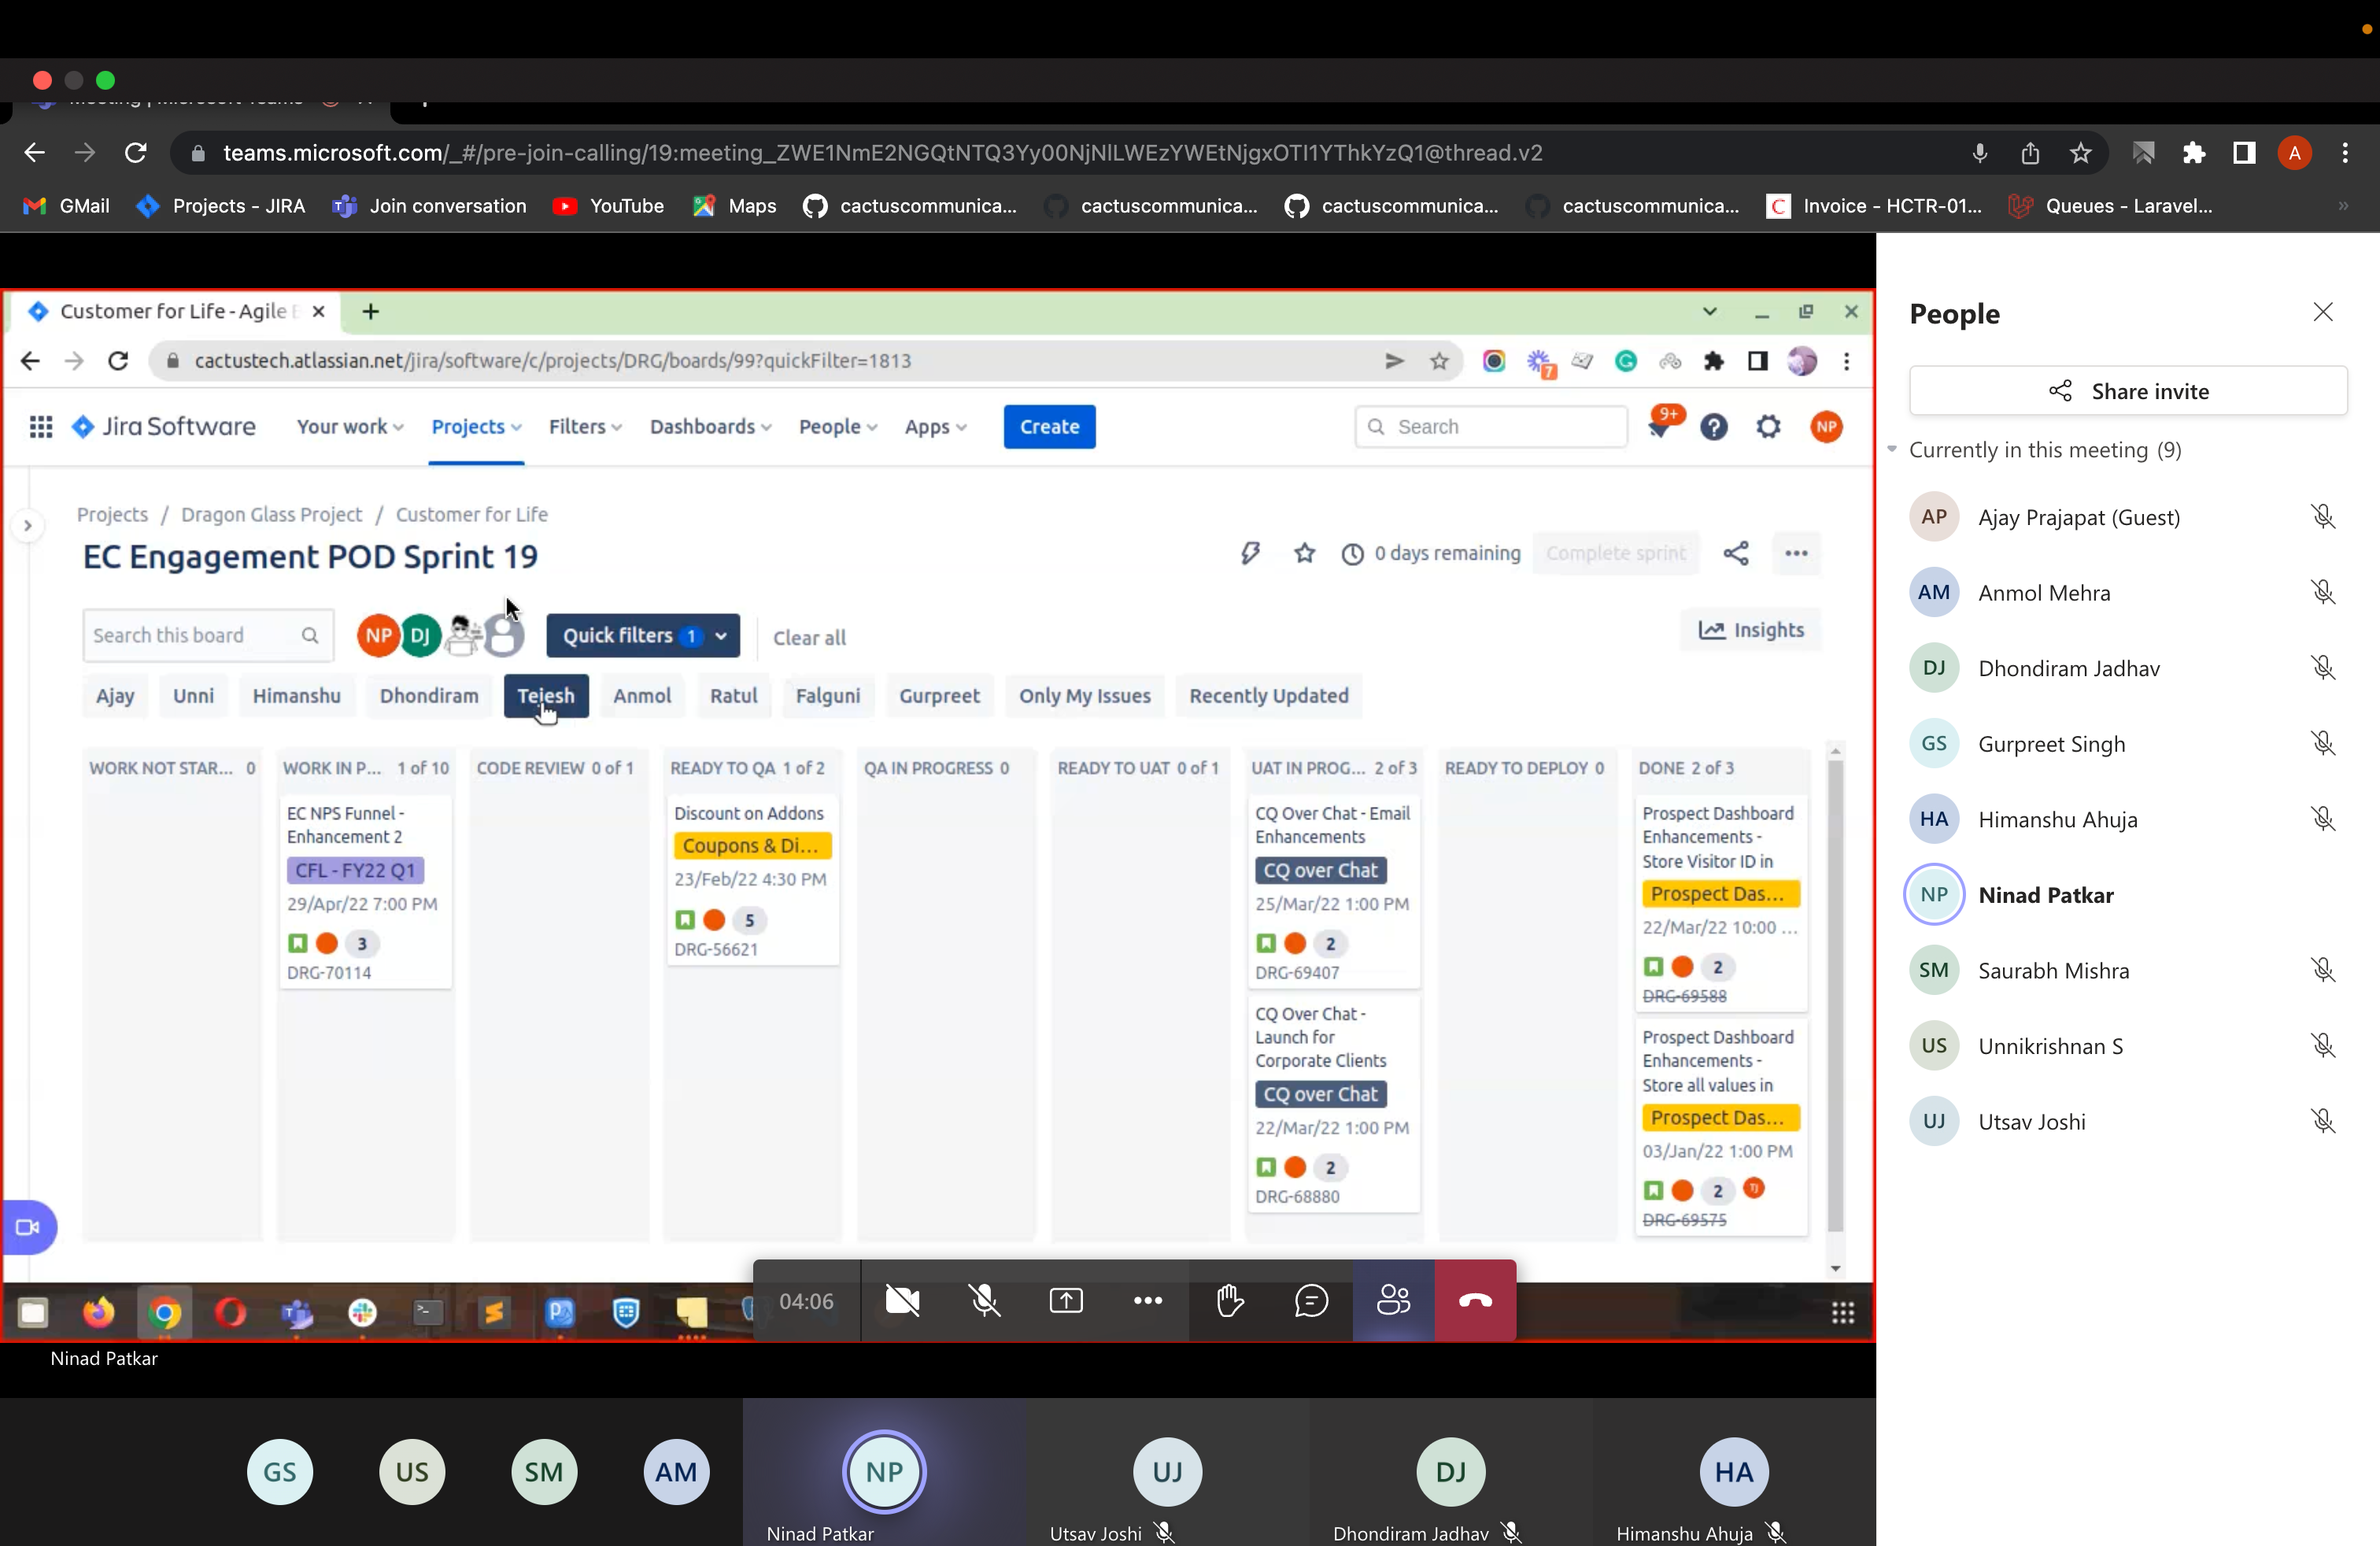 teams.microsoft.com/_#/pre-join-calling/19:meeting_ZWE1NmE2NGQtNTQ3Yy00NjNlLWEzYWEtNjgxOTI1YThkYzQ1@thread.v2
A
GMail
Projects - JIRA
Join conversation
YouTube
Maps
cactuscommunica...
cactuscommunica...
cactuscommunica...
cactuscommunica...
Invoice - HCTR-01...
Queues - Laravel...
Customer for Life - Agile
cactustech.atlassian.net/jira/software/c/projects/DRG/boards/99?quickFilter=1813
7
Jira Software
Your work
Projects
Filters
Dashboards
People
Apps
Create
Search
9+
NP
Projects / Dragon Glass Project / Customer for Life
EC Engagement POD Sprint 19
0 days remaining
Complete sprint
Search this board
NP
DJ
Quick filters 1
Clear all
Insights
Ajay
Unni
Himanshu
Dhondiram
Tejesh
Anmol
Ratul
Falguni
Gurpreet
Only My Issues
Recently Updated
WORK NOT STAR... 0
WORK IN P... 1 of 10
CODE REVIEW 0 of 1
READY TO QA 1 of 2
QA IN PROGRESS 0
READY TO UAT 0 of 1
UAT IN PROG... 2 of 3
READY TO DEPLOY 0
DONE 2 of 3
EC NPS Funnel -
Enhancement 2
CFL - FY22 Q1
29/Apr/22 7:00 PM
3
DRG-70114
Discount on Addons
Coupons & Di...
23/Feb/22 4:30 PM
5
DRG-56621
CQ Over Chat - Email
Enhancements
CQ over Chat
25/Mar/22 1:00 PM
2
DRG-69407
CQ Over Chat -
Launch for
Corporate Clients
CQ over Chat
22/Mar/22 1:00 PM
2
DRG-68880
Prospect Dashboard
Enhancements -
Store Visitor ID in
Prospect Das...
22/Mar/22 10:00 ...
2
DRG-69588
Prospect Dashboard
Enhancements -
Store all values in
Prospect Das...
03/Jan/22 1:00 PM
2 TJ
DRG-69575
04:06
Ninad Patkar
GS
US
SM
AM
NP
Ninad Patkar
UJ
Utsav Joshi
DJ
Dhondiram Jadhav
HA
Himanshu Ahuja
People
Share invite
Currently in this meeting (9)
AP Ajay Prajapat (Guest)
AM Anmol Mehra
DJ Dhondiram Jadhav
GS Gurpreet Singh
HA Himanshu Ahuja
NP Ninad Patkar
SM Saurabh Mishra
US Unnikrishnan S
UJ Utsav Joshi